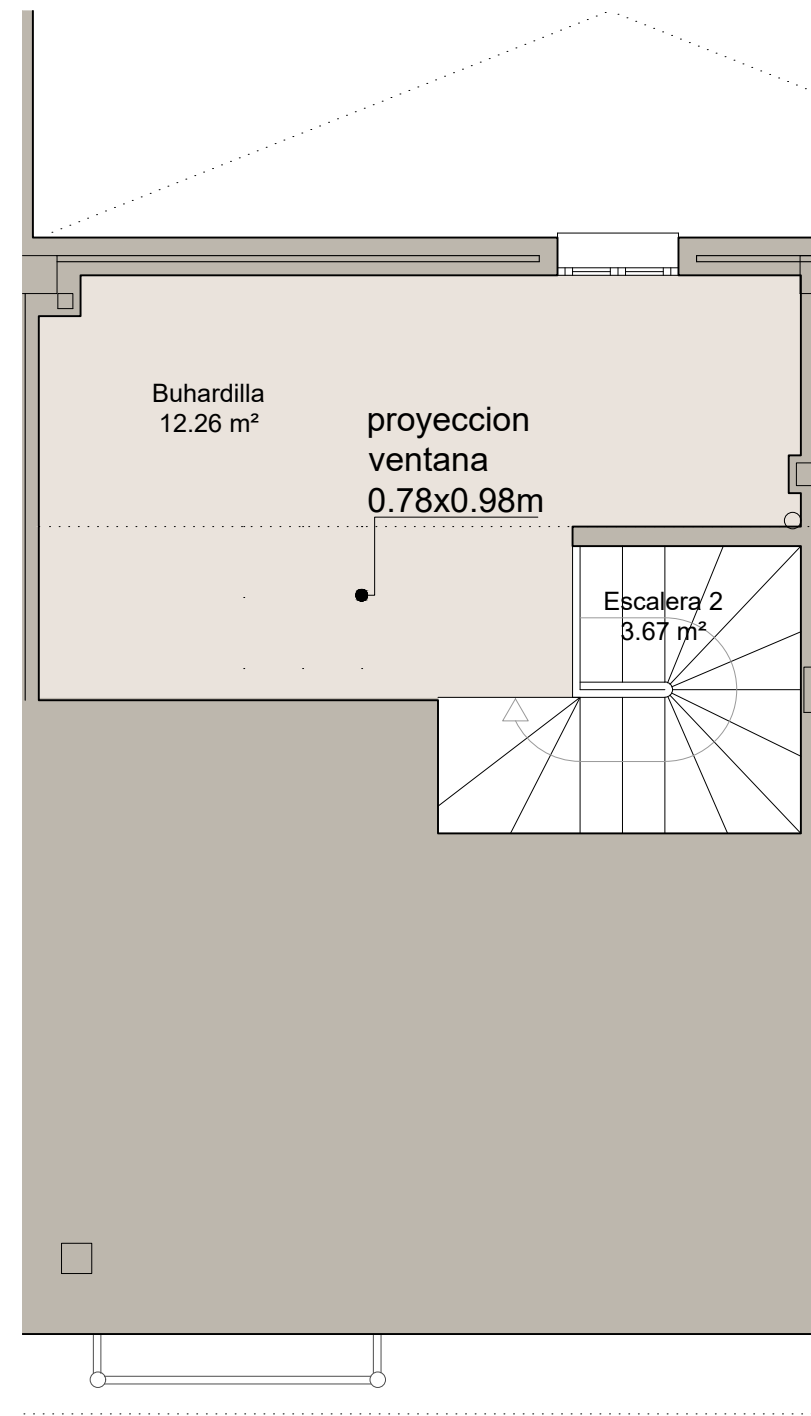 Buhardilla
12.26 m²
proyeccion
ventana
0.78x0.98m
Escalera 2
3.67 m²